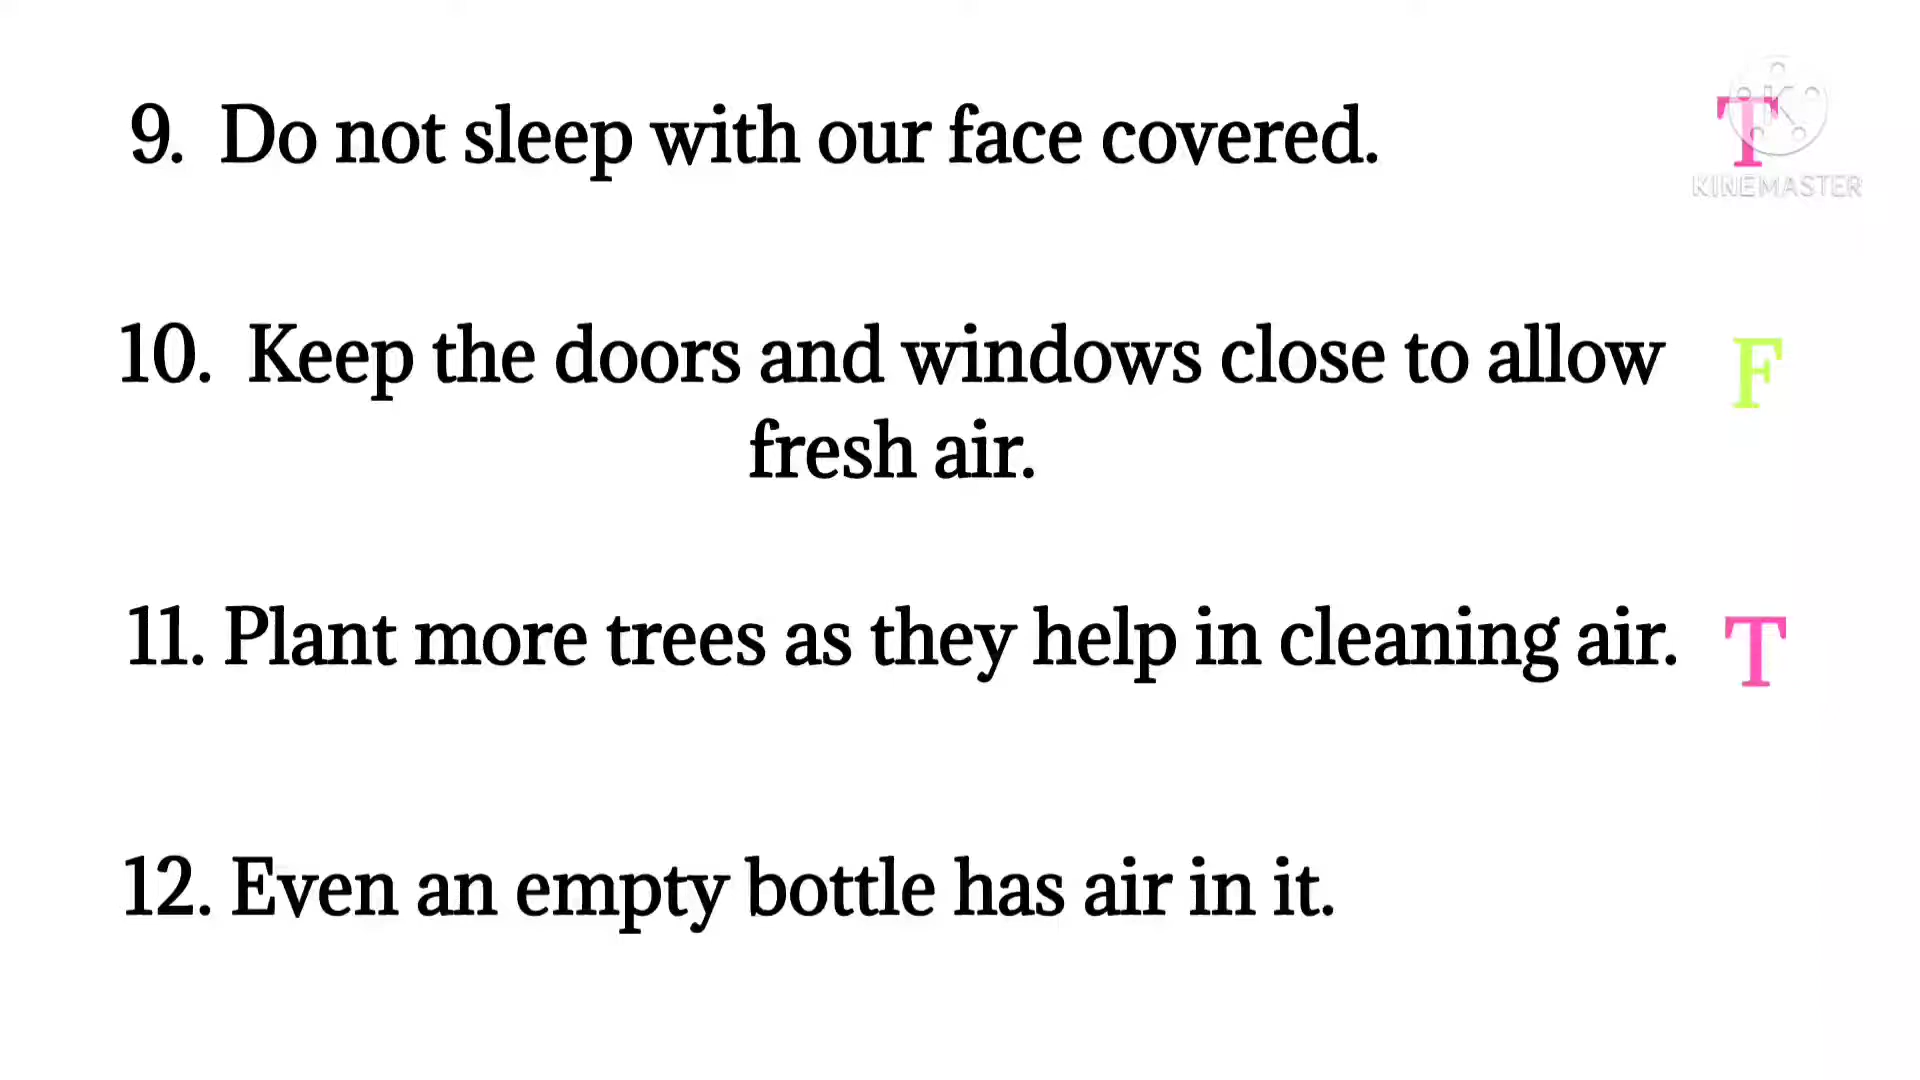 9. Do not sleep with our face covered. T
KINEMASTER
10. Keep the doors and windows close to allow F
fresh air.
11. Plant more trees as they help in cleaning air. T
12. Even an empty bottle has air in it.